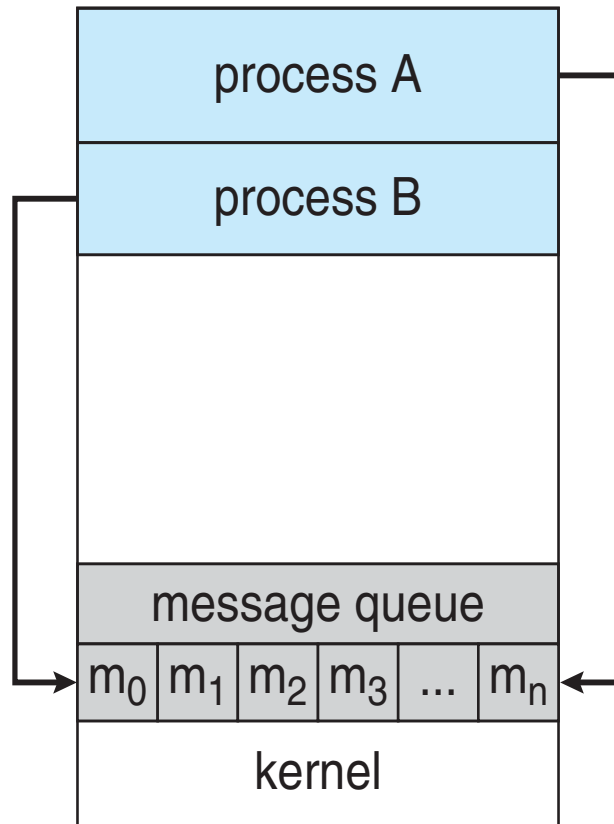 process A
process B
message queue
m₀ m₁ m₂ m₃ ... mₙ
kernel